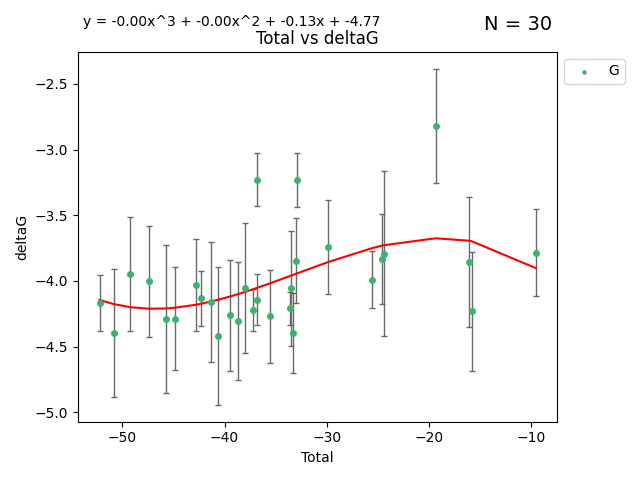 y = -0.00x^3 + -0.00x^2 + -0.13x + -4.77
N = 30
Total vs deltaG
G
−2.5
−3.0
−3.5
−4.0
−4.5
−5.0
deltaG
−50 −40 −30 −20 −10
Total